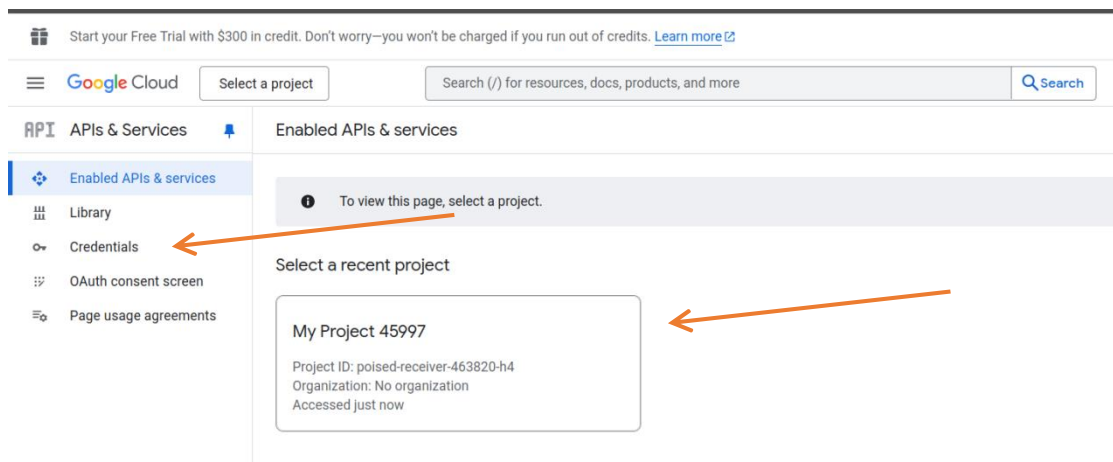 Start your Free Trial with $300 in credit. Don't worry—you won't be charged if you run out of credits. Learn more
Google Cloud
Select a project
Search (/) for resources, docs, products, and more
Search
API APIs & Services
Enabled APIs & services
Enabled APIs & services
Library
Credentials
OAuth consent screen
Page usage agreements
To view this page, select a project.
Select a recent project
My Project 45997
Project ID: poised-receiver-463820-h4
Organization: No organization
Accessed just now